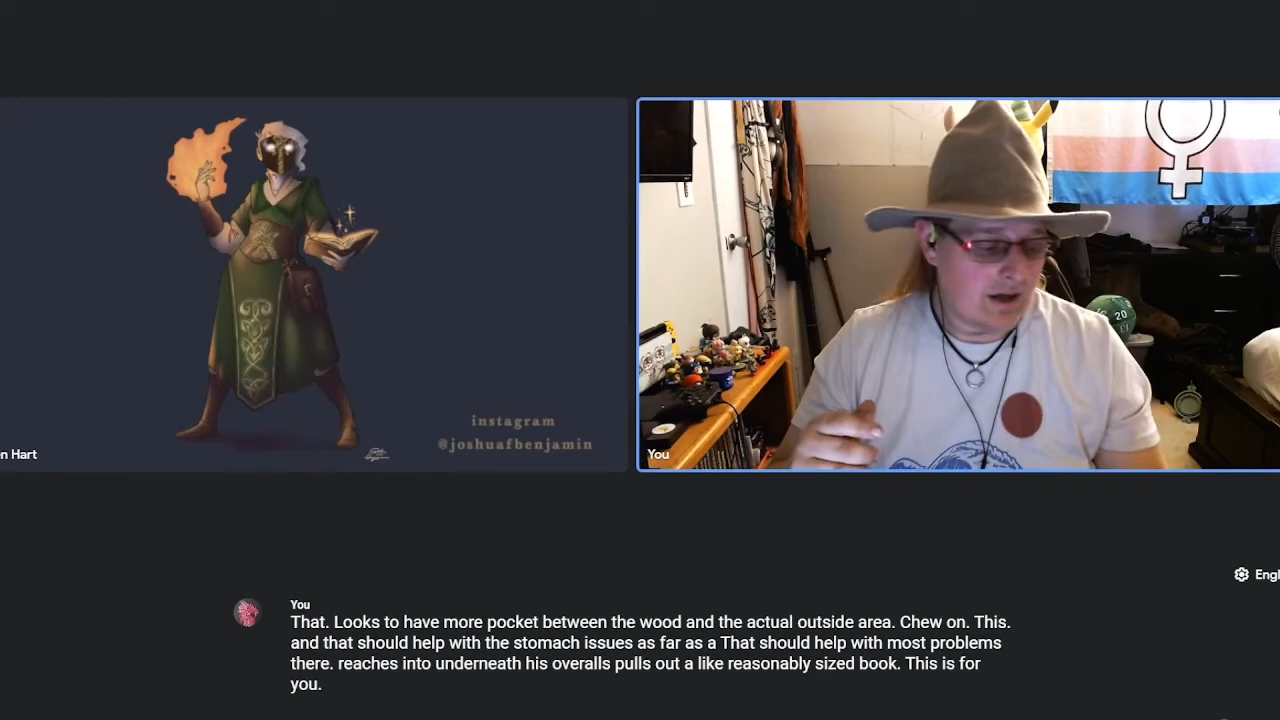 instagram
@joshuafbenjamin
n Hart
You
20
Engl
You
That. Looks to have more pocket between the wood and the actual outside area. Chew on. This.
and that should help with the stomach issues as far as a That should help with most problems
there. reaches into underneath his overalls pulls out a like reasonably sized book. This is for
you.